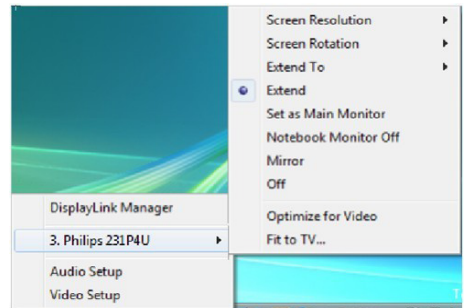 Screen Resolution
Screen Rotation
Extend To
Extend
Set as Main Monitor
Notebook Monitor Off
Mirror
Off
Optimize for Video
Fit to TV...
DisplayLink Manager
3. Philips 231P4U
Audio Setup
Video Setup